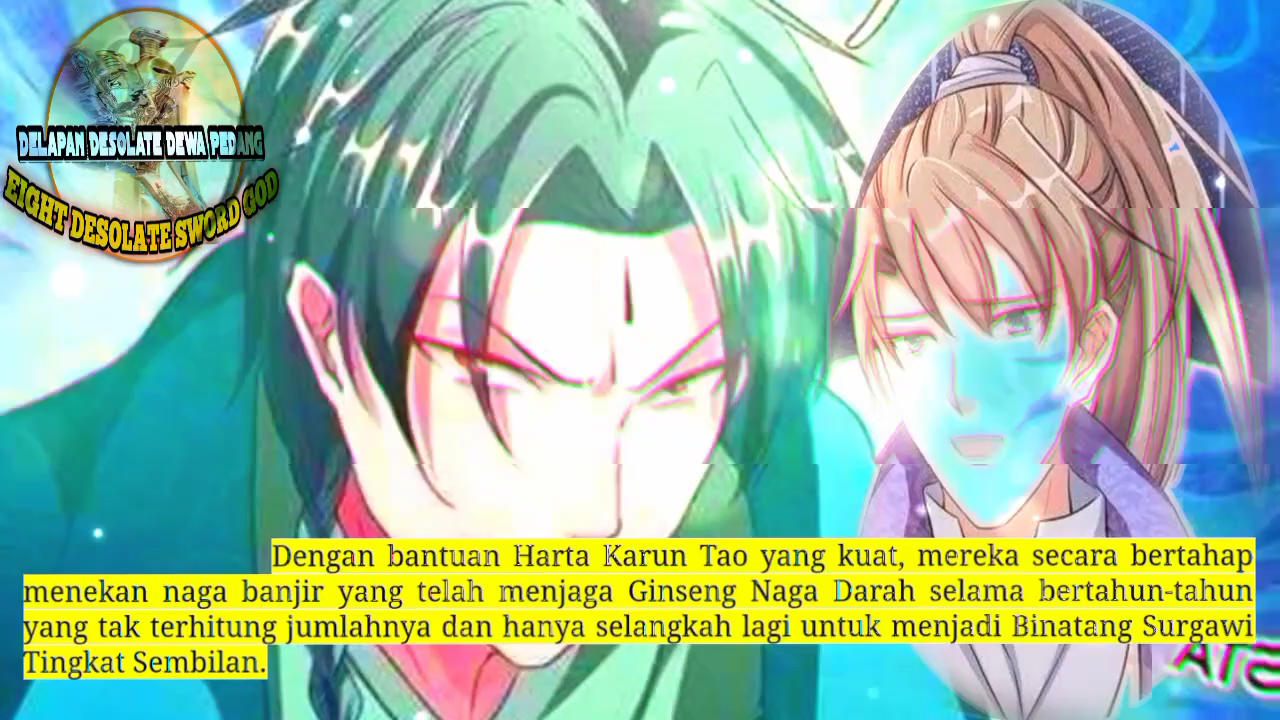 DELAPAN DESOLATE DEWA PEDANG
EIGHT DESOLATE SWORD GOD
Dengan bantuan Harta Karun Tao yang kuat, mereka secara bertahap
menekan naga banjir yang telah menjaga Ginseng Naga Darah selama bertahun-tahun
yang tak terhitung jumlahnya dan hanya selangkah lagi untuk menjadi Binatang Surgawi
Tingkat Sembilan.